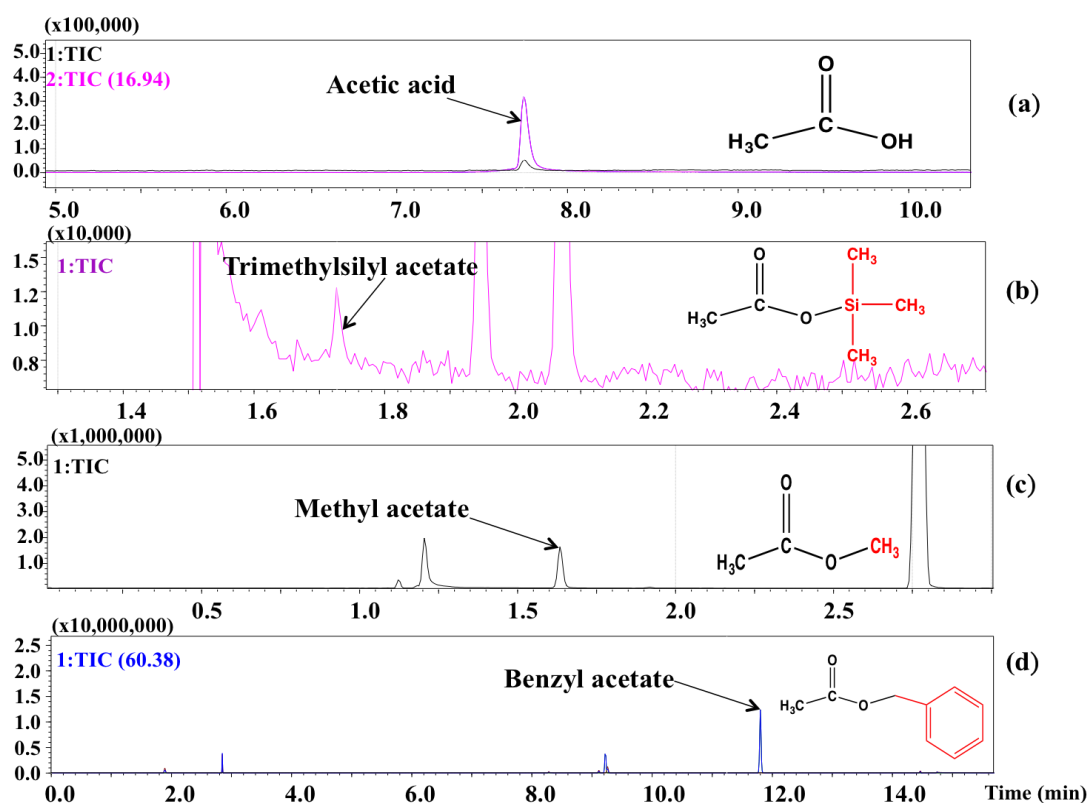 (x100,000)
5.0
1:TIC
4.0
2:TIC (16.94)
3.0
2.0
1.0
0.0
Acetic acid
O
C
H₃C
OH
(a)
5.0 6.0 7.0 8.0 9.0 10.0
(x10,000)
1.5
1:TIC
1.2
1.0
0.8
Trimethylsilyl acetate
O
C
H₃C
O
Si
CH₃
CH₃
CH₃
(b)
1.4 1.6 1.8 2.0 2.2 2.4 2.6
(x1,000,000)
5.0
1:TIC
4.0
3.0
2.0
1.0
Methyl acetate
O
C
H₃C
O
CH₃
(c)
0.5 1.0 1.5 2.0 2.5
(x10,000,000)
2.5
1:TIC (60.38)
2.0
1.5
1.0
0.5
0.0
Benzyl acetate
O
C
H₃C
O
(d)
0.0 2.0 4.0 6.0 8.0 10.0 12.0 14.0 Time (min)